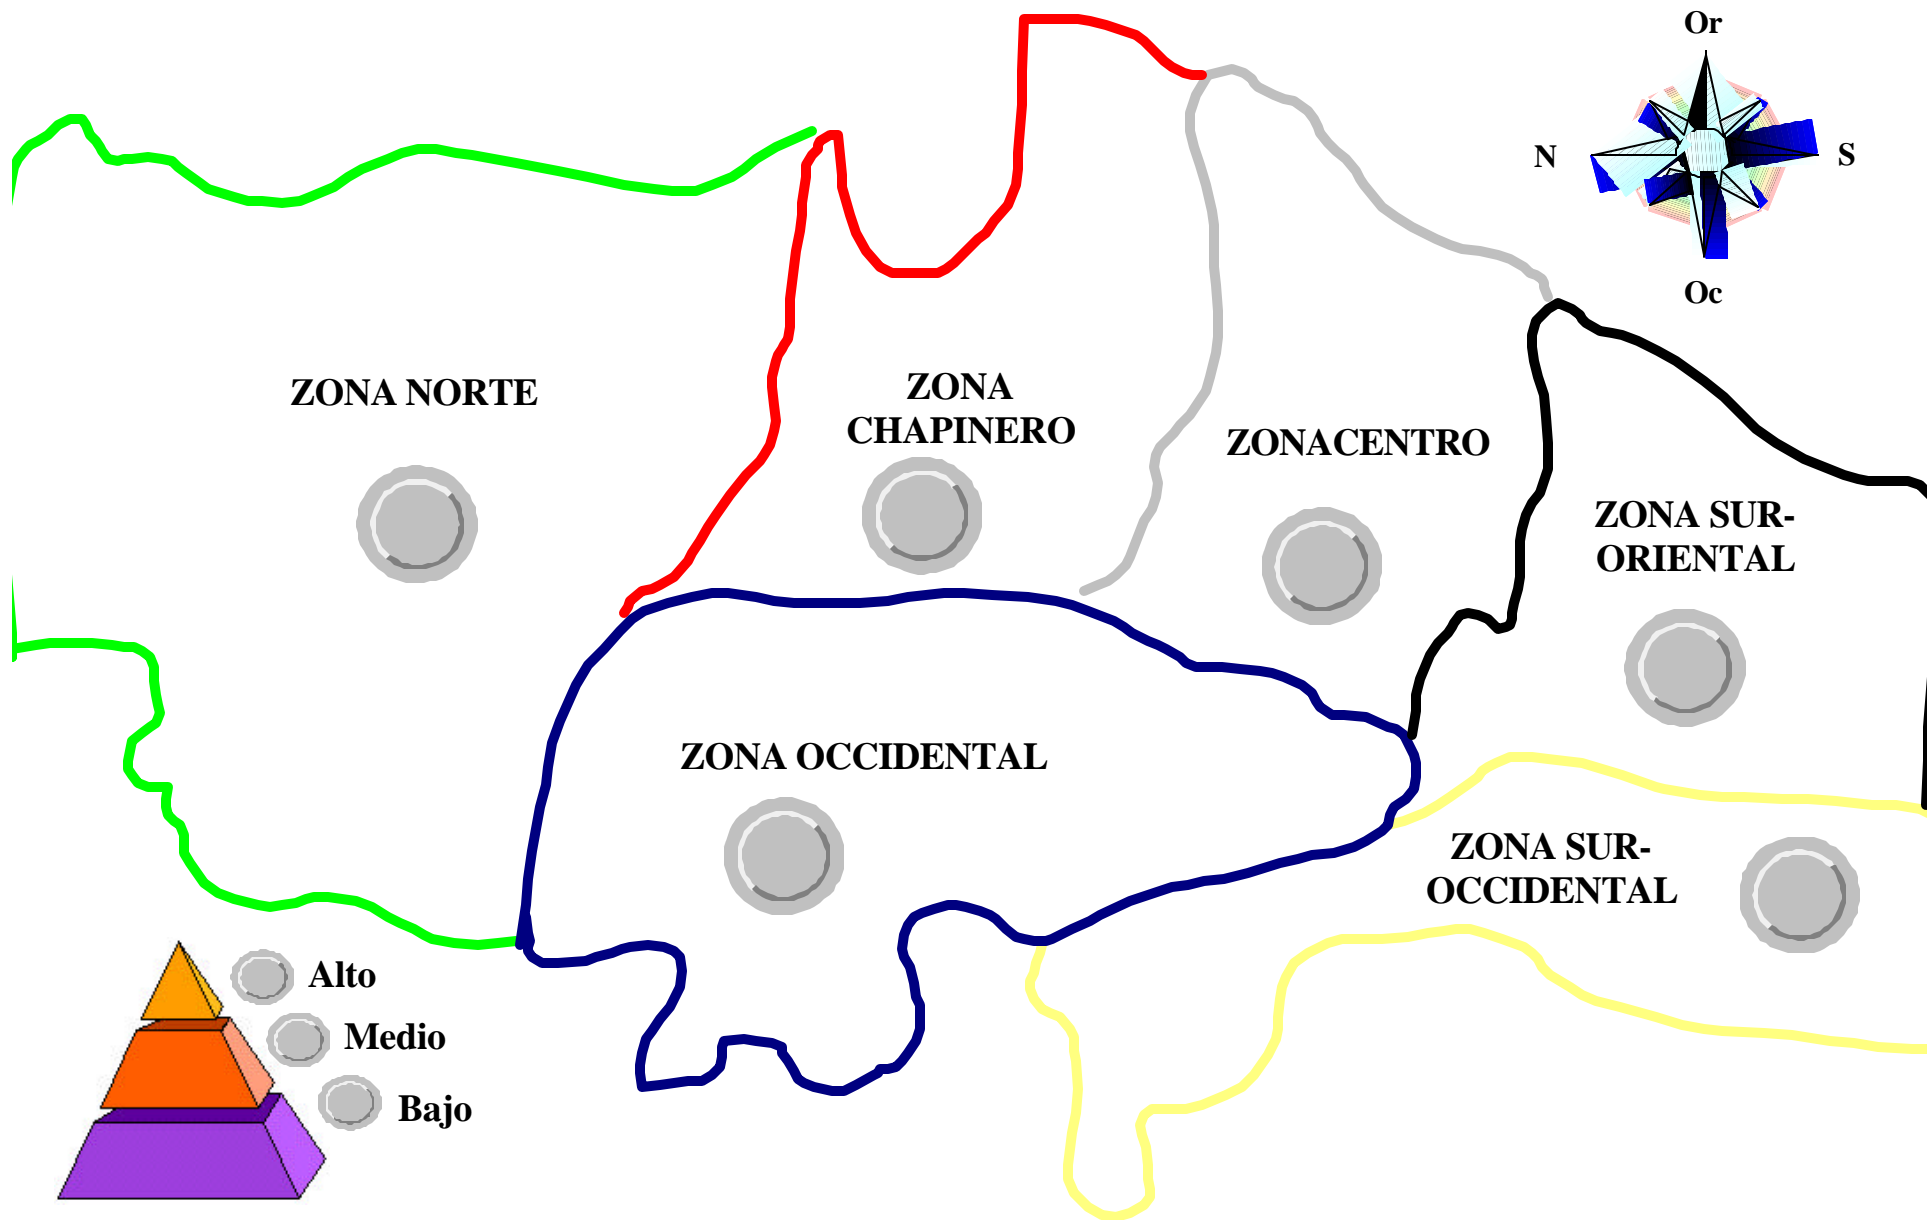 Or
N
S
Oc
ZONA NORTE
ZONA
CHAPINERO
ZONACENTRO
ZONA SUR-
ORIENTAL
ZONA OCCIDENTAL
ZONA SUR-
OCCIDENTAL
Alto
Medio
Bajo